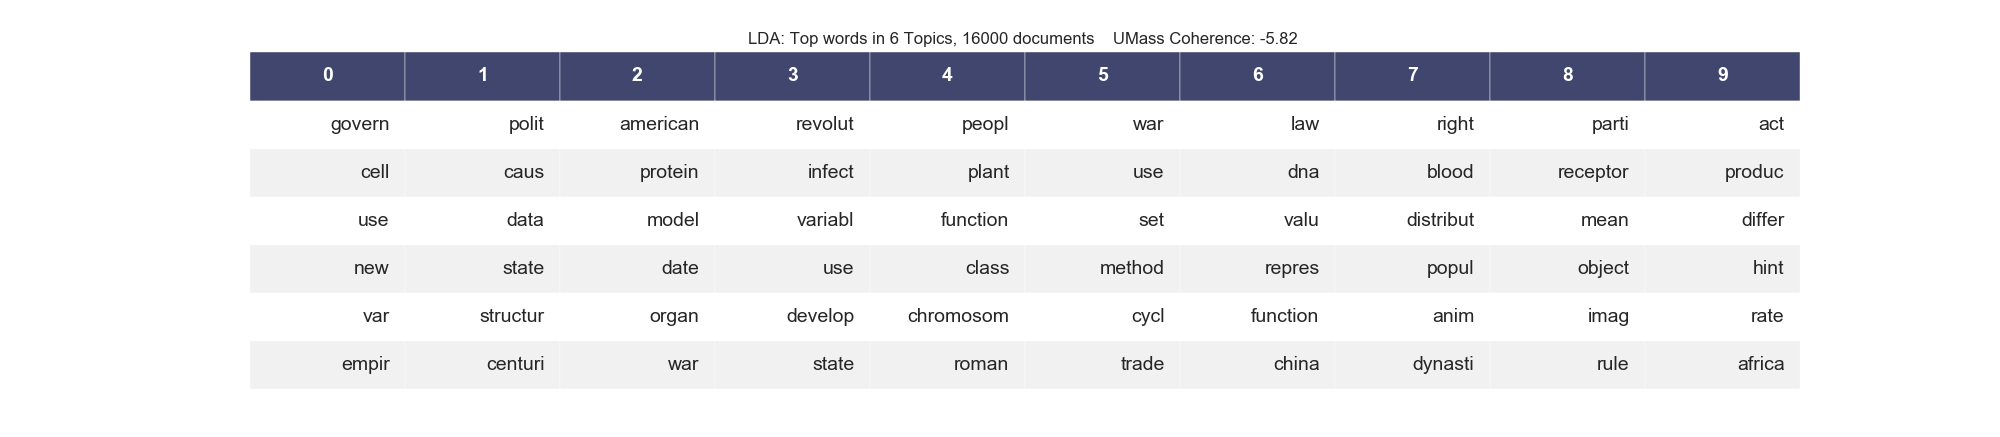 LDA: Top words in 6 Topics, 16000 documents    UMass Coherence: -5.82
0 1 2 3 4 5 6 7 8 9
govern polit american revolut peopl war law right parti act
cell caus protein infect plant use dna blood receptor produc
use data model variabl function set valu distribut mean differ
new state date use class method repres popul object hint
var structur organ develop chromosom cycl function anim imag rate
empir centuri war state roman trade china dynasti rule africa